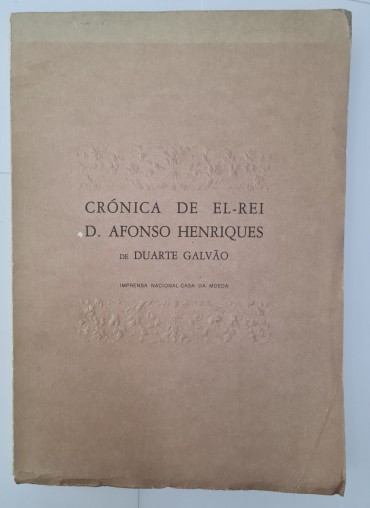 CRÓNICA DE EL-REI
D. AFONSO HENRIQUES
DE DUARTE GALVÃO
IMPRENSA NACIONAL-CASA DA MOEDA